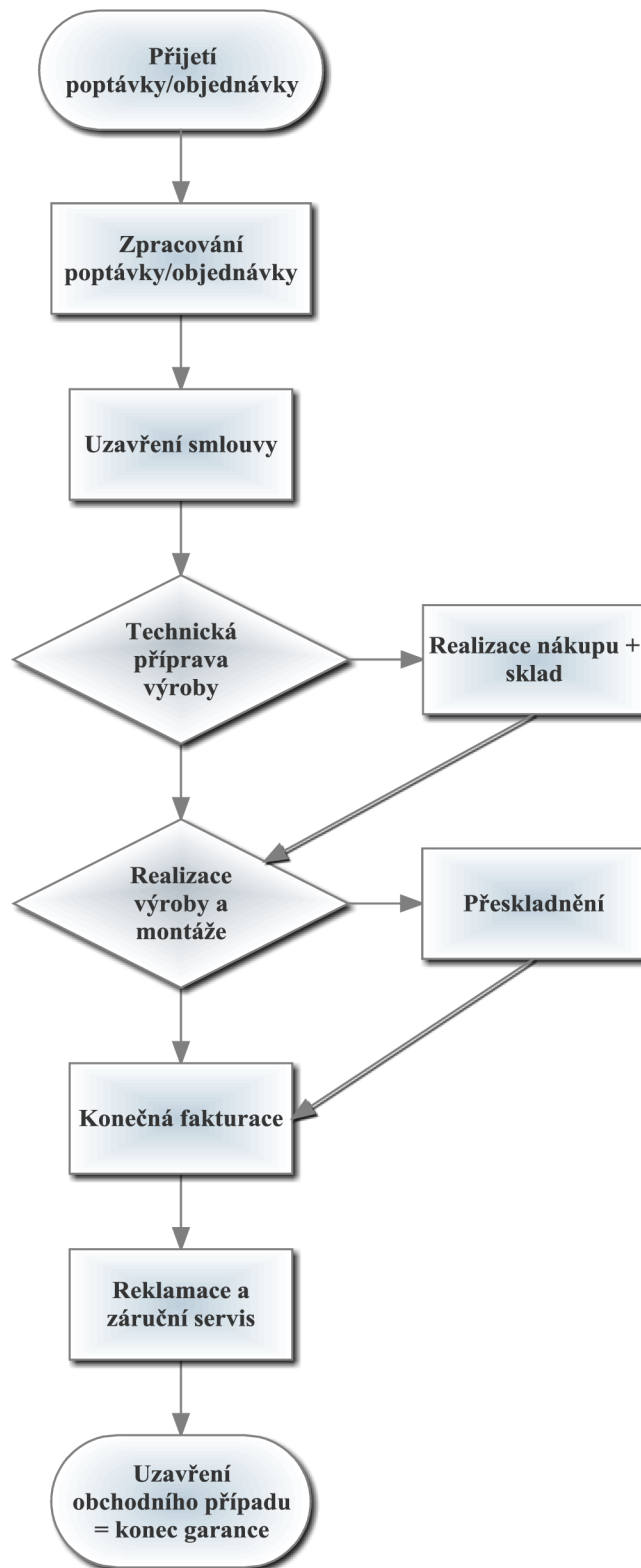 Přijetí
poptávky/objednávky
Zpracování
poptávky/objednávky
Uzavření smlouvy
Technická
příprava
výroby
Realizace nákupu +
sklad
Realizace
výroby a
montáže
Přeskladnění
Konečná fakturace
Reklamace a
záruční servis
Uzavření
obchodního případu
= konec garance